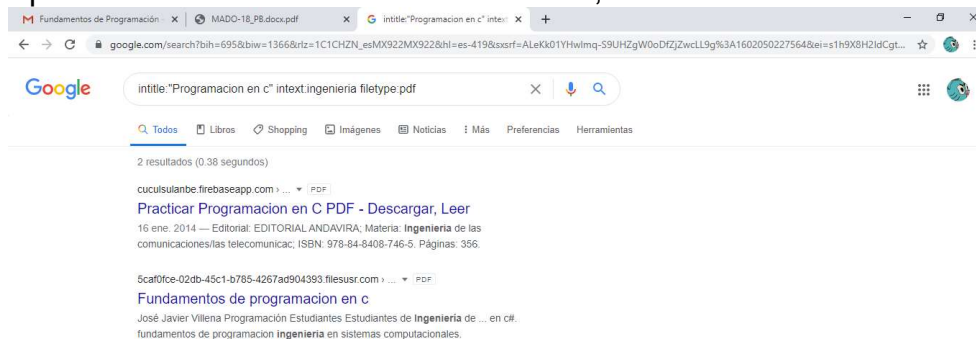 Fundamentos de Programación
MADO-18_P8.docx.pdf
intitle:"Programacion en c" intex
google.com/search?bih=695&biw=1366&rlz=1C1CHZN_esMX922MX922&hl=es-419&sxsrf=ALeKk01YHwImq-S9UHZgW0oDfZjZwcLL9g%3A1602050227564&ei=s1h9X8H2IdCgt...
Google
intitle:"Programacion en c" intext:ingenieria filetype:pdf
Todos Libros Shopping Imágenes Noticias Más Preferencias Herramientas
2 resultados (0.38 segundos)
cuculsulanbe.firebaseapp.com › ... PDF
Practicar Programacion en C PDF - Descargar, Leer
16 ene. 2014 — Editorial: EDITORIAL ANDAVIRA; Materia: Ingenieria de las
comunicaciones/las telecomunicac; ISBN: 978-84-8408-746-5. Páginas: 356.
5caf0fce-02db-45c1-b785-4267ad904393.filesusr.com › ... PDF
Fundamentos de programacion en c
José Javier Villena Programación Estudiantes Estudiantes de Ingenieria de ... en c#.
fundamentos de programacion ingenieria en sistemas computacionales.